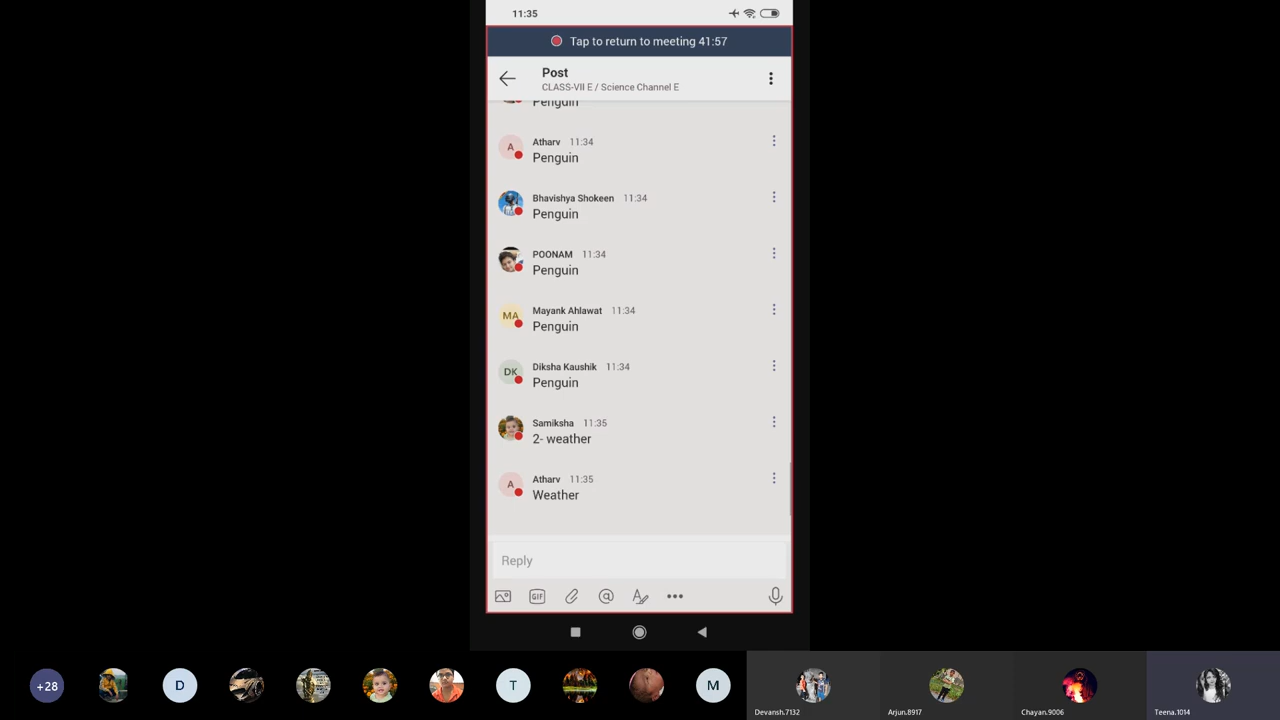 11:35
Tap to return to meeting 41:57
Post
CLASS-VII E / Science Channel E
Penguin
Atharv 11:34
Penguin
Bhavishya Shokeen 11:34
Penguin
POONAM 11:34
Penguin
MA
Mayank Ahlawat 11:34
Penguin
DK
Diksha Kaushik 11:34
Penguin
Samiksha 11:35
2- weather
A
Atharv 11:35
Weather
Reply
GIF
+28
D
T
M
Devansh.7132
Arjun.8917
Chayan.9006
Teena.1014